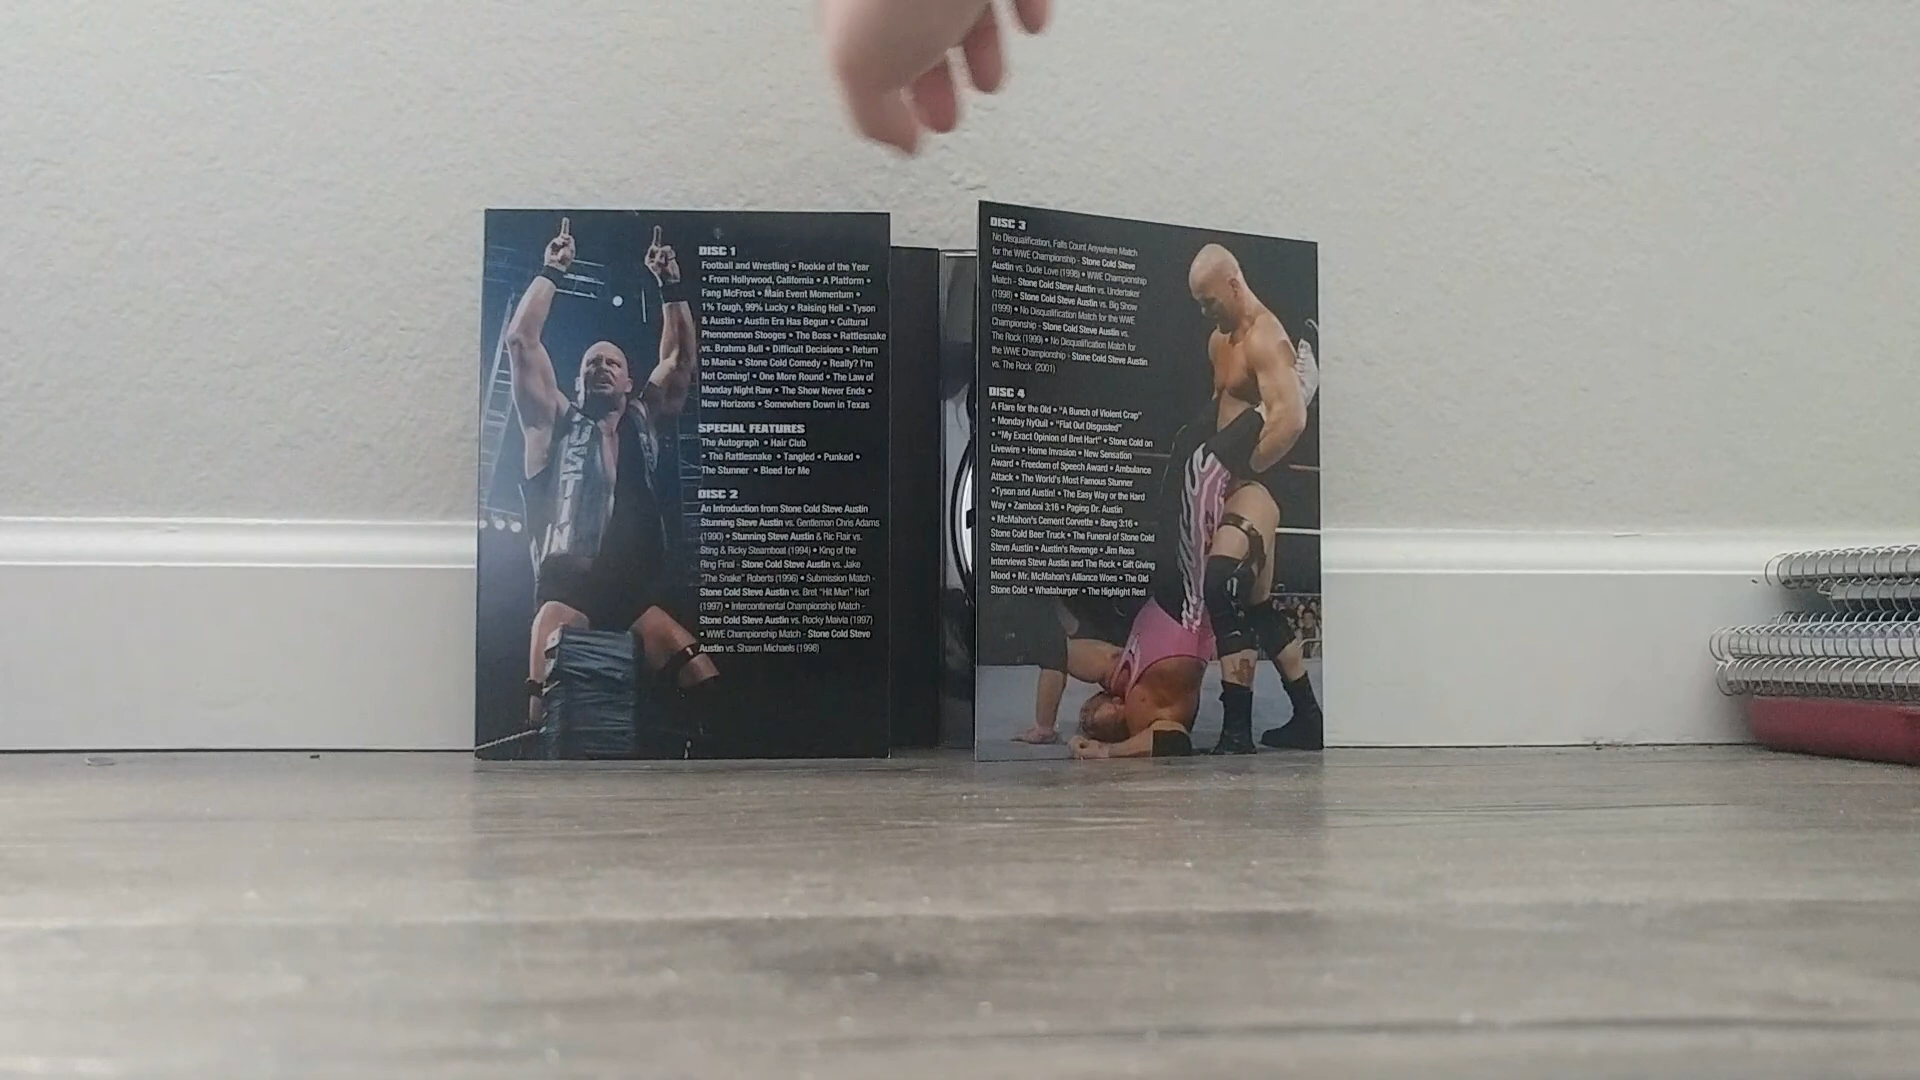 DISC 1
Football and Wrestling • Rookie of the Year
• From Hollywood, California • A Platform •
Fang McFrost • Main Event Momentum •
1% Tough, 99% Lucky • Raising Hell • Tyson
& Austin • Austin Era Has Begun • Cultural
Phenomenon Stooges • The Boss • Rattlesnake
vs. Brahma Bull • Difficult Decisions • Return
to Mania • Stone Cold Comedy • Really? I'm
Not Coming! • One More Round • The Law of
Monday Night Raw • The Show Never Ends •
New Horizons • Somewhere Down in Texas
SPECIAL FEATURES
The Autograph • Hair Club
• The Rattlesnake • Tangled • Punked •
The Stunner • Bleed for Me
DISC 2
An Introduction from Stone Cold Steve Austin
Stunning Steve Austin vs. Gentleman Chris Adams
(1990) • Stunning Steve Austin & Ric Flair vs.
Sting & Ricky Steamboat (1994) • King of the
Ring Final - Stone Cold Steve Austin vs. Jake
"The Snake" Roberts (1996) • Submission Match -
Stone Cold Steve Austin vs. Bret "Hit Man" Hart
(1997) • Intercontinental Championship Match -
Stone Cold Steve Austin vs. Rocky Maivia (1997)
• WWE Championship Match - Stone Cold Steve
Austin vs. Shawn Michaels (1998)
DISC 3
No Disqualification, Falls Count Anywhere Match
for the WWE Championship - Stone Cold Steve
Austin vs. Dude Love (1998) • WWE Championship
Match - Stone Cold Steve Austin vs. Undertaker
(1998) • Stone Cold Steve Austin vs. Big Show
(1999) • No Disqualification Match for the WWE
Championship - Stone Cold Steve Austin vs.
The Rock (1999) • No Disqualification Match for
the WWE Championship - Stone Cold Steve Austin
vs. The Rock (2001)
DISC 4
A Flare for the Old • "A Bunch of Violent Crap"
• Monday NyQuil • "Flat Out Disgusted"
• "My Exact Opinion of Bret Hart" • Stone Cold on
Livewire • Home Invasion • New Sensation
Award • Freedom of Speech Award • Ambulance
Attack • The World's Most Famous Stunner
•Tyson and Austin! • The Easy Way or the Hard
Way • Zamboni 3:16 • Paging Dr. Austin
• McMahon's Cement Corvette • Bang 3:16 •
Stone Cold Beer Truck • The Funeral of Stone Cold
Steve Austin • Austin's Revenge • Jim Ross
Interviews Steve Austin and The Rock • Gift Giving
Mood • Mr. McMahon's Alliance Woes • The Old
Stone Cold • Whataburger • The Highlight Reel